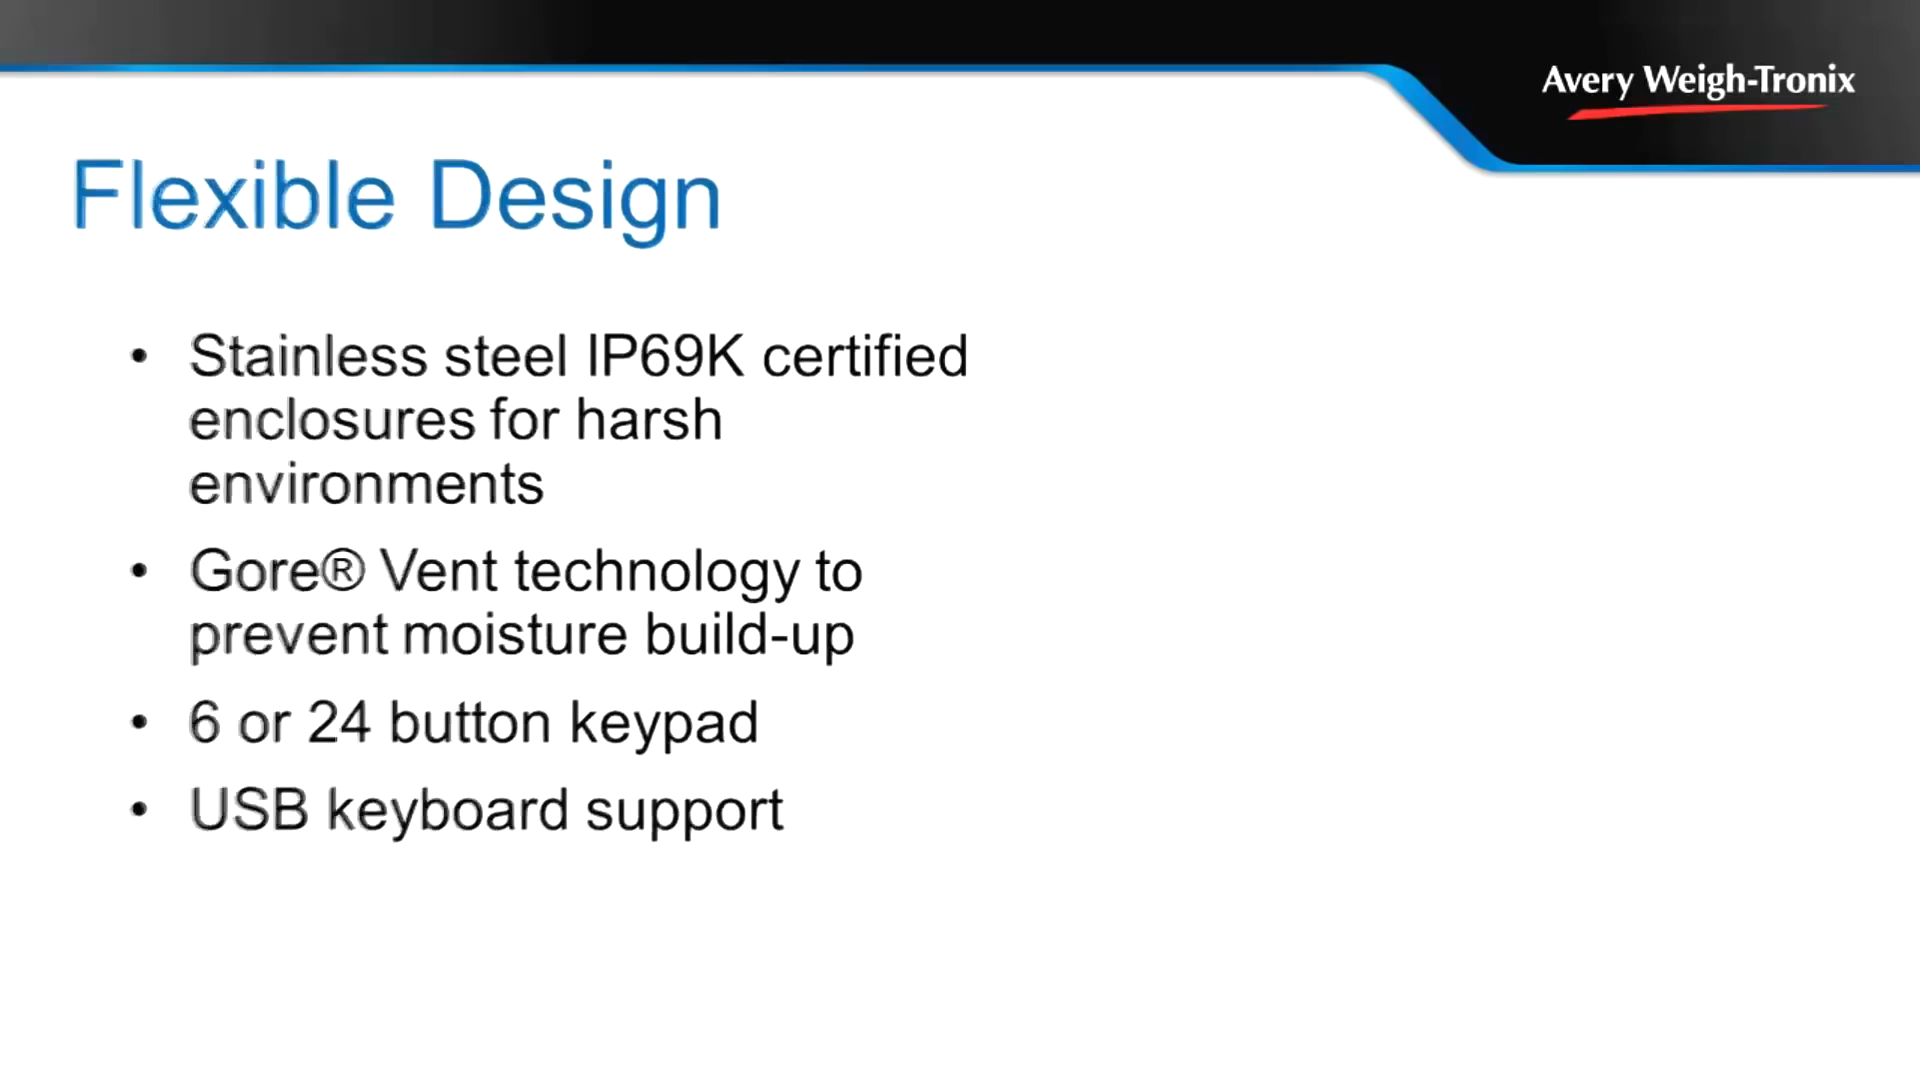 Avery Weigh-Tronix
Flexible Design
• Stainless steel IP69K certified
enclosures for harsh
environments
• Gore® Vent technology to
prevent moisture build-up
• 6 or 24 button keypad
• USB keyboard support